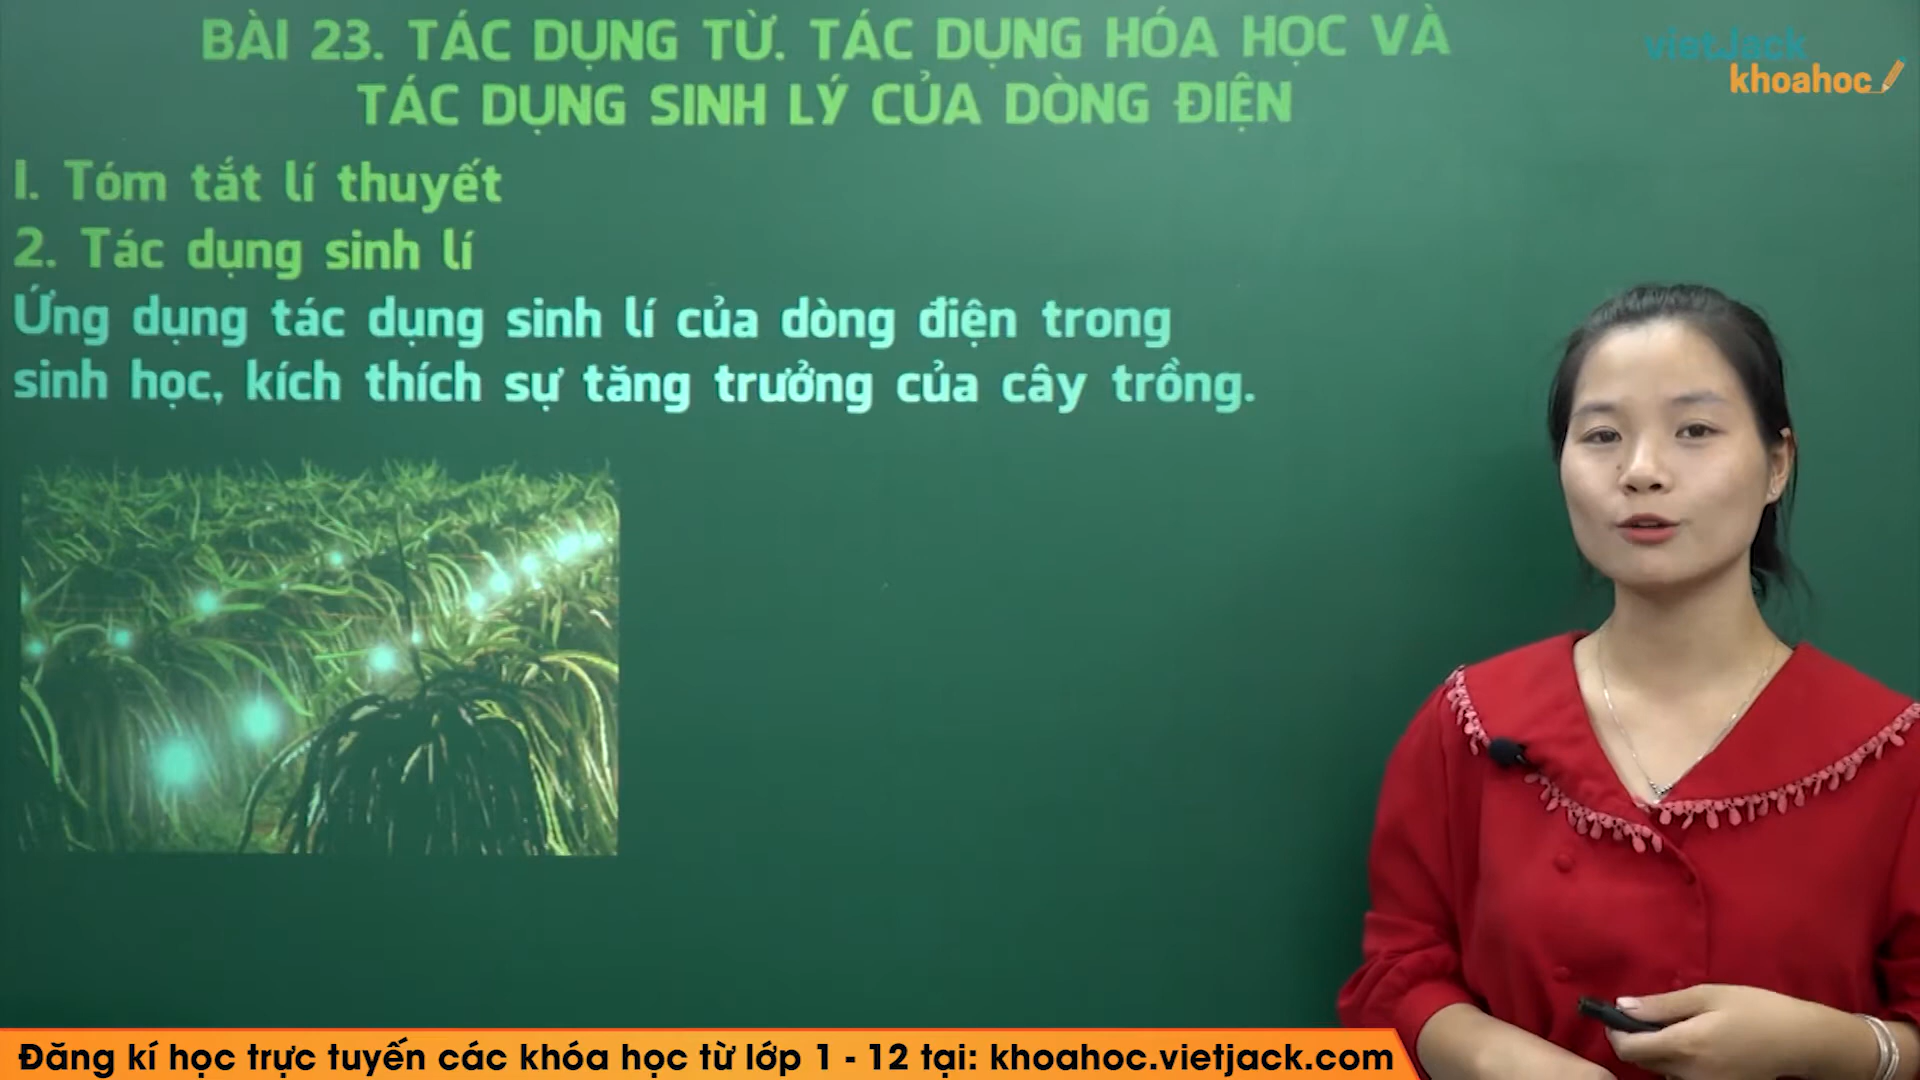 BÀI 23. TÁC DỤNG TỪ. TÁC DỤNG HÓA HỌC VÀ
TÁC DỤNG SINH LÝ CỦA DÒNG ĐIỆN
vietJack
khoahoc
I. Tóm tắt lí thuyết
2. Tác dụng sinh lí
Ứng dụng tác dụng sinh lí của dòng điện trong
sinh học, kích thích sự tăng trưởng của cây trồng.
Đăng kí học trực tuyến các khóa học từ lớp 1 - 12 tại: khoahoc.vietjack.com